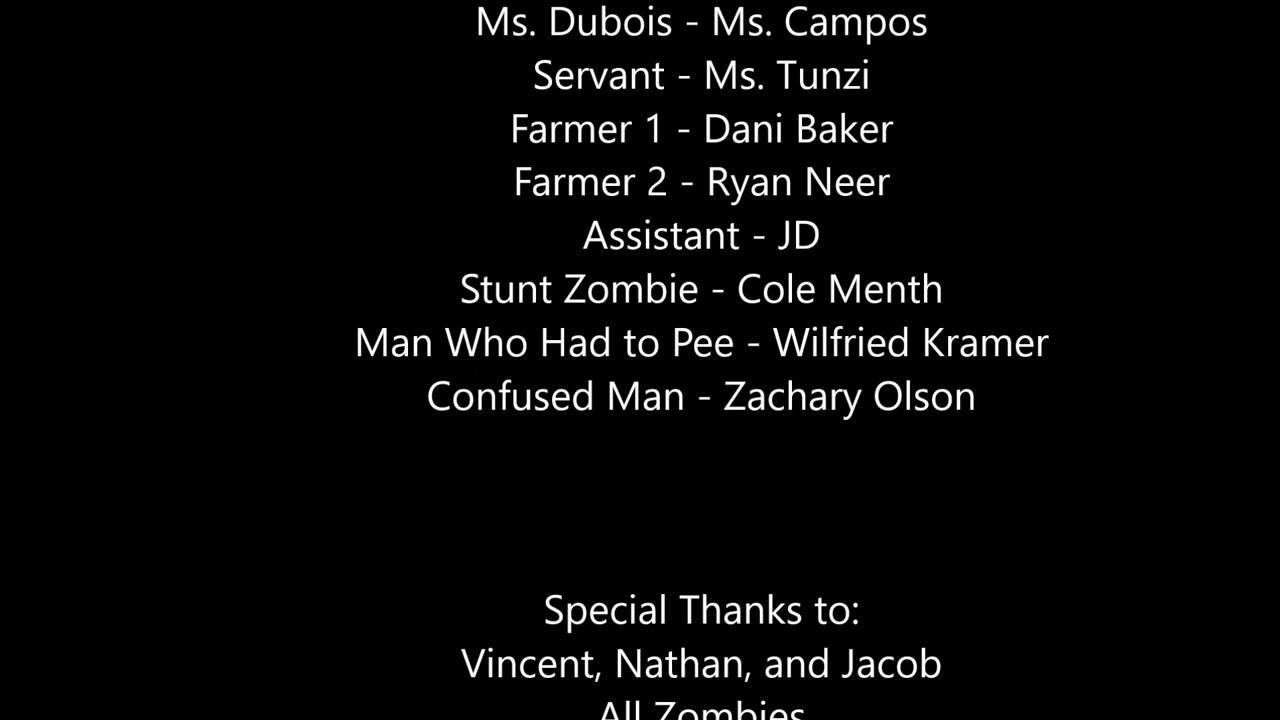 Ms. Dubois - Ms. Campos
Servant - Ms. Tunzi
Farmer 1 - Dani Baker
Farmer 2 - Ryan Neer
Assistant - JD
Stunt Zombie - Cole Menth
Man Who Had to Pee - Wilfried Kramer
Confused Man - Zachary Olson
Special Thanks to:
Vincent, Nathan, and Jacob
All Zombies